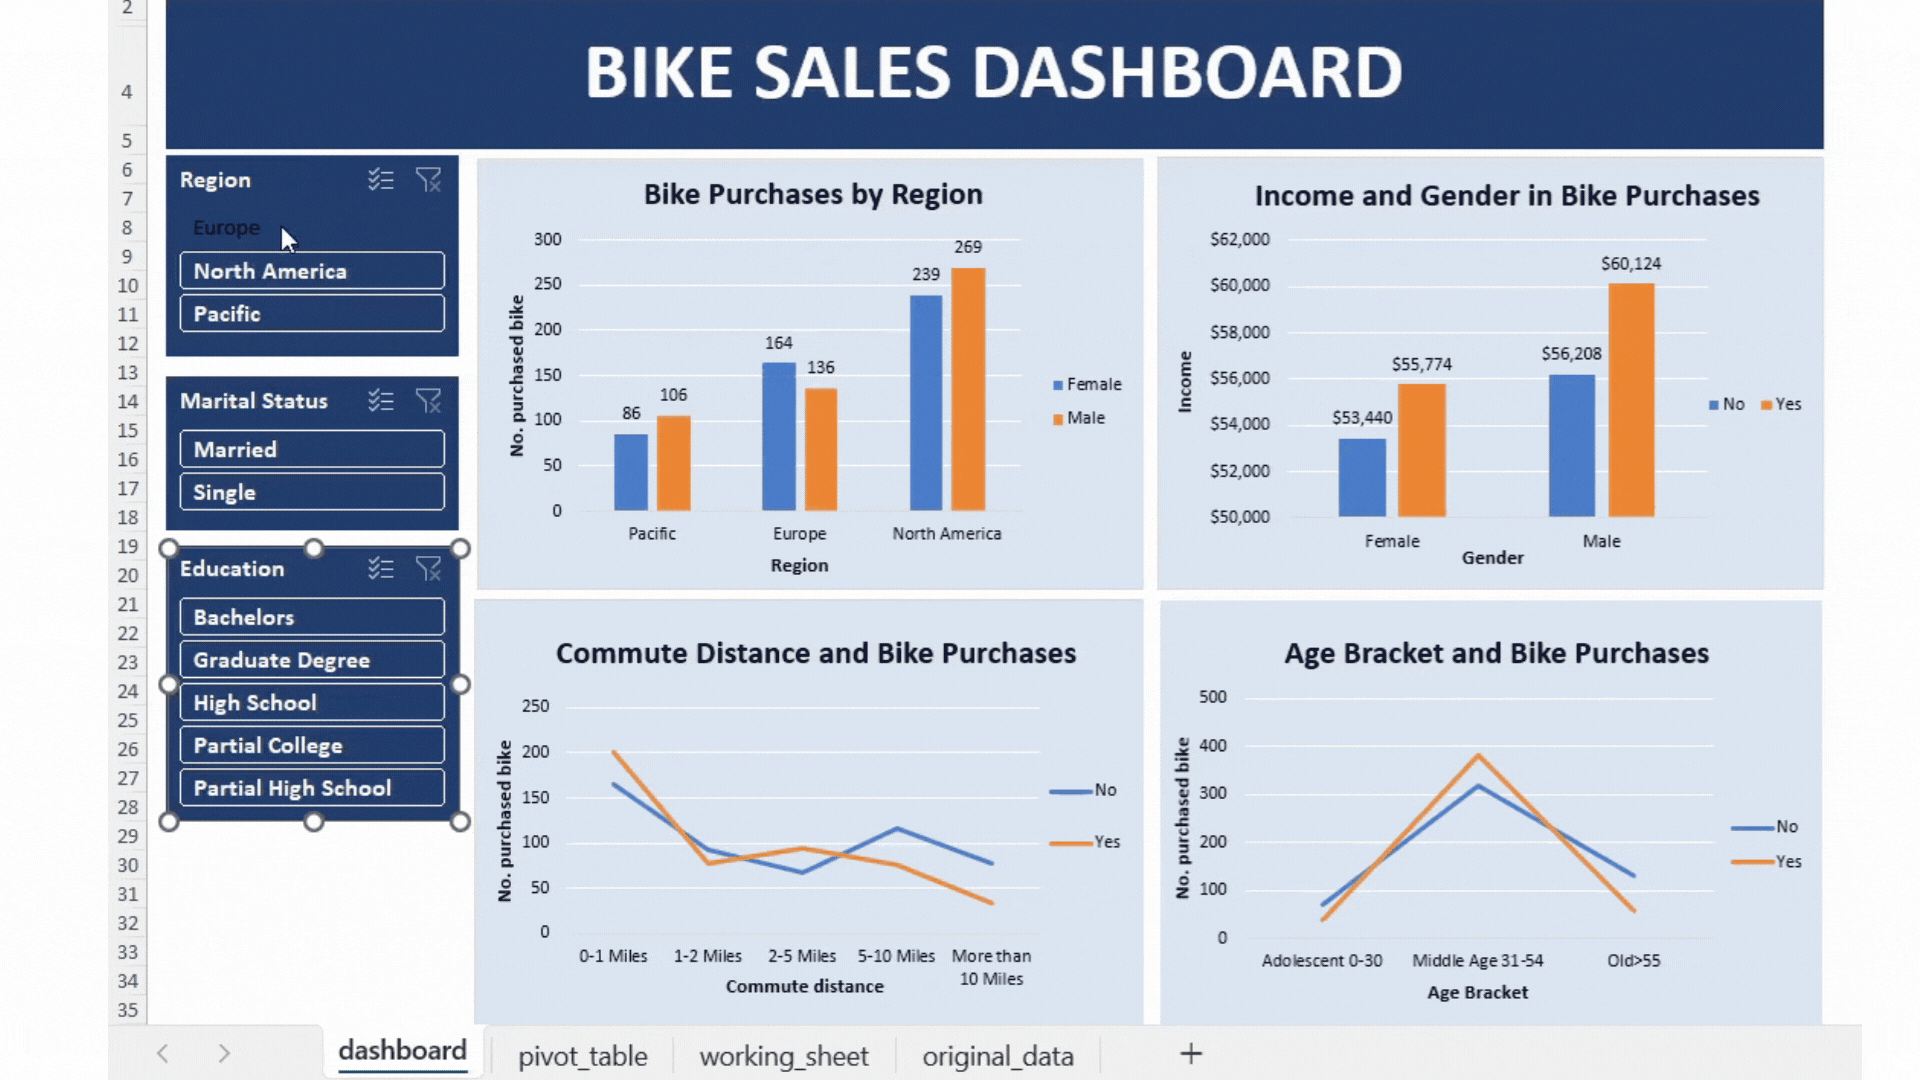 2
4
5
6
7
8
9
10
11
12
13
14
15
16
17
18
19
20
21
22
23
24
25
26
27
28
29
30
31
32
33
34
35
BIKE SALES DASHBOARD
Region
Europe
North America
Pacific
Marital Status
Married
Single
Education
Bachelors
Graduate Degree
High School
Partial College
Partial High School
Bike Purchases by Region
No. purchased bike
300
250
200
150
100
50
0
86
106
164
136
239
269
Pacific
Europe
North America
Region
Female
Male
Income and Gender in Bike Purchases
Income
$62,000
$60,000
$58,000
$56,000
$54,000
$52,000
$50,000
$53,440
$55,774
$56,208
$60,124
Female
Male
Gender
No
Yes
Commute Distance and Bike Purchases
No. purchased bike
250
200
150
100
50
0
0-1 Miles
1-2 Miles
2-5 Miles
5-10 Miles
More than
10 Miles
Commute distance
No
Yes
Age Bracket and Bike Purchases
No. purchased bike
500
400
300
200
100
0
Adolescent 0-30
Middle Age 31-54
Old>55
Age Bracket
No
Yes
dashboard
pivot_table
working_sheet
original_data